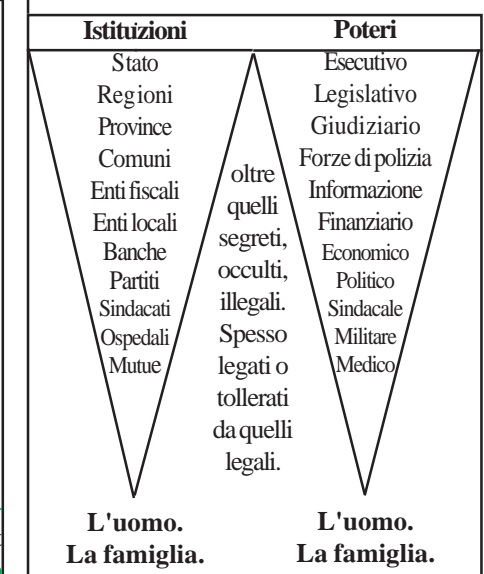 Istituzioni
Stato
Regioni
Province
Comuni
Enti fiscali
Enti locali
Banche
Partiti
Sindacati
Ospedali
Mutue
L'uomo.
La famiglia.
oltre
quelli
segreti,
occulti,
illegali.
Spesso
legati o
tollerati
da quelli
legali.
Poteri
Esecutivo
Legislativo
Giudiziario
Forze di polizia
Informazione
Finanziario
Economico
Politico
Sindacale
Militare
Medico
L'uomo.
La famiglia.